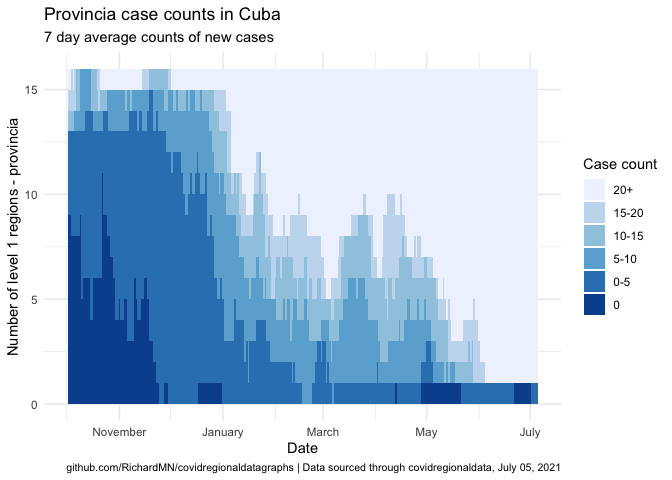 Provincia case counts in Cuba
7 day average counts of new cases
Number of level 1 regions - provincia
15
10
5
0
November
January
March
May
July
Date
Case count
20+
15-20
10-15
5-10
0-5
0
github.com/RichardMN/covidregionaldatagraphs | Data sourced through covidregionaldata, July 05, 2021